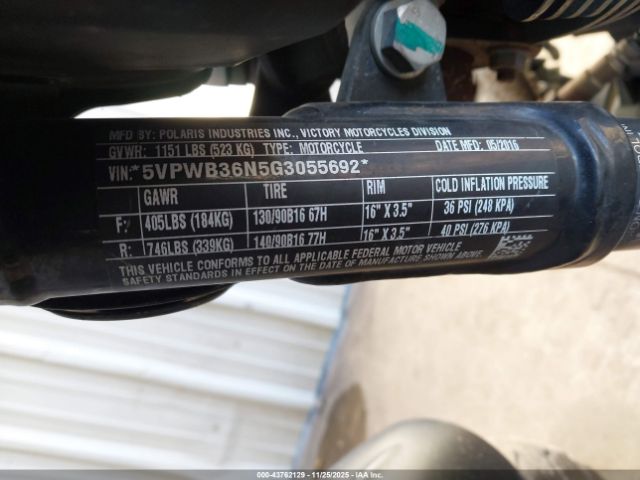 MFD BY: POLARIS INDUSTRIES INC., VICTORY MOTORCYCLES DIVISION
GVWR: 1151 LBS (523 KG) TYPE: MOTORCYCLE DATE MFD: 05/2016
VIN:*5VPWB36N5G3055692*
GAWR TIRE RIM COLD INFLATION PRESSURE
F: 405LBS (184KG) 130/90B16 67H 16" X 3.5" 36 PSI (248 KPA)
R: 746LBS (339KG) 140/90B16 77H 16" X 3.5" 40 PSI (276 KPA)
THIS VEHICLE CONFORMS TO ALL APPLICABLE FEDERAL MOTOR VEHICLE
SAFETY STANDARDS IN EFFECT ON THE DATE OF MANUFACTURE SHOWN ABOVE.
000-43762129 - 11/25/2025 - IAAI.COM